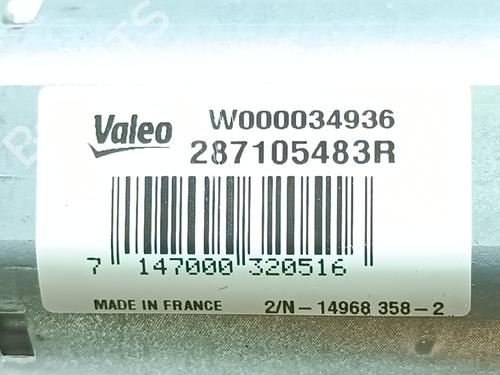 Valeo
W000034936
287105483R
7 147000 320516
MADE IN FRANCE
2/N-14968 358-2